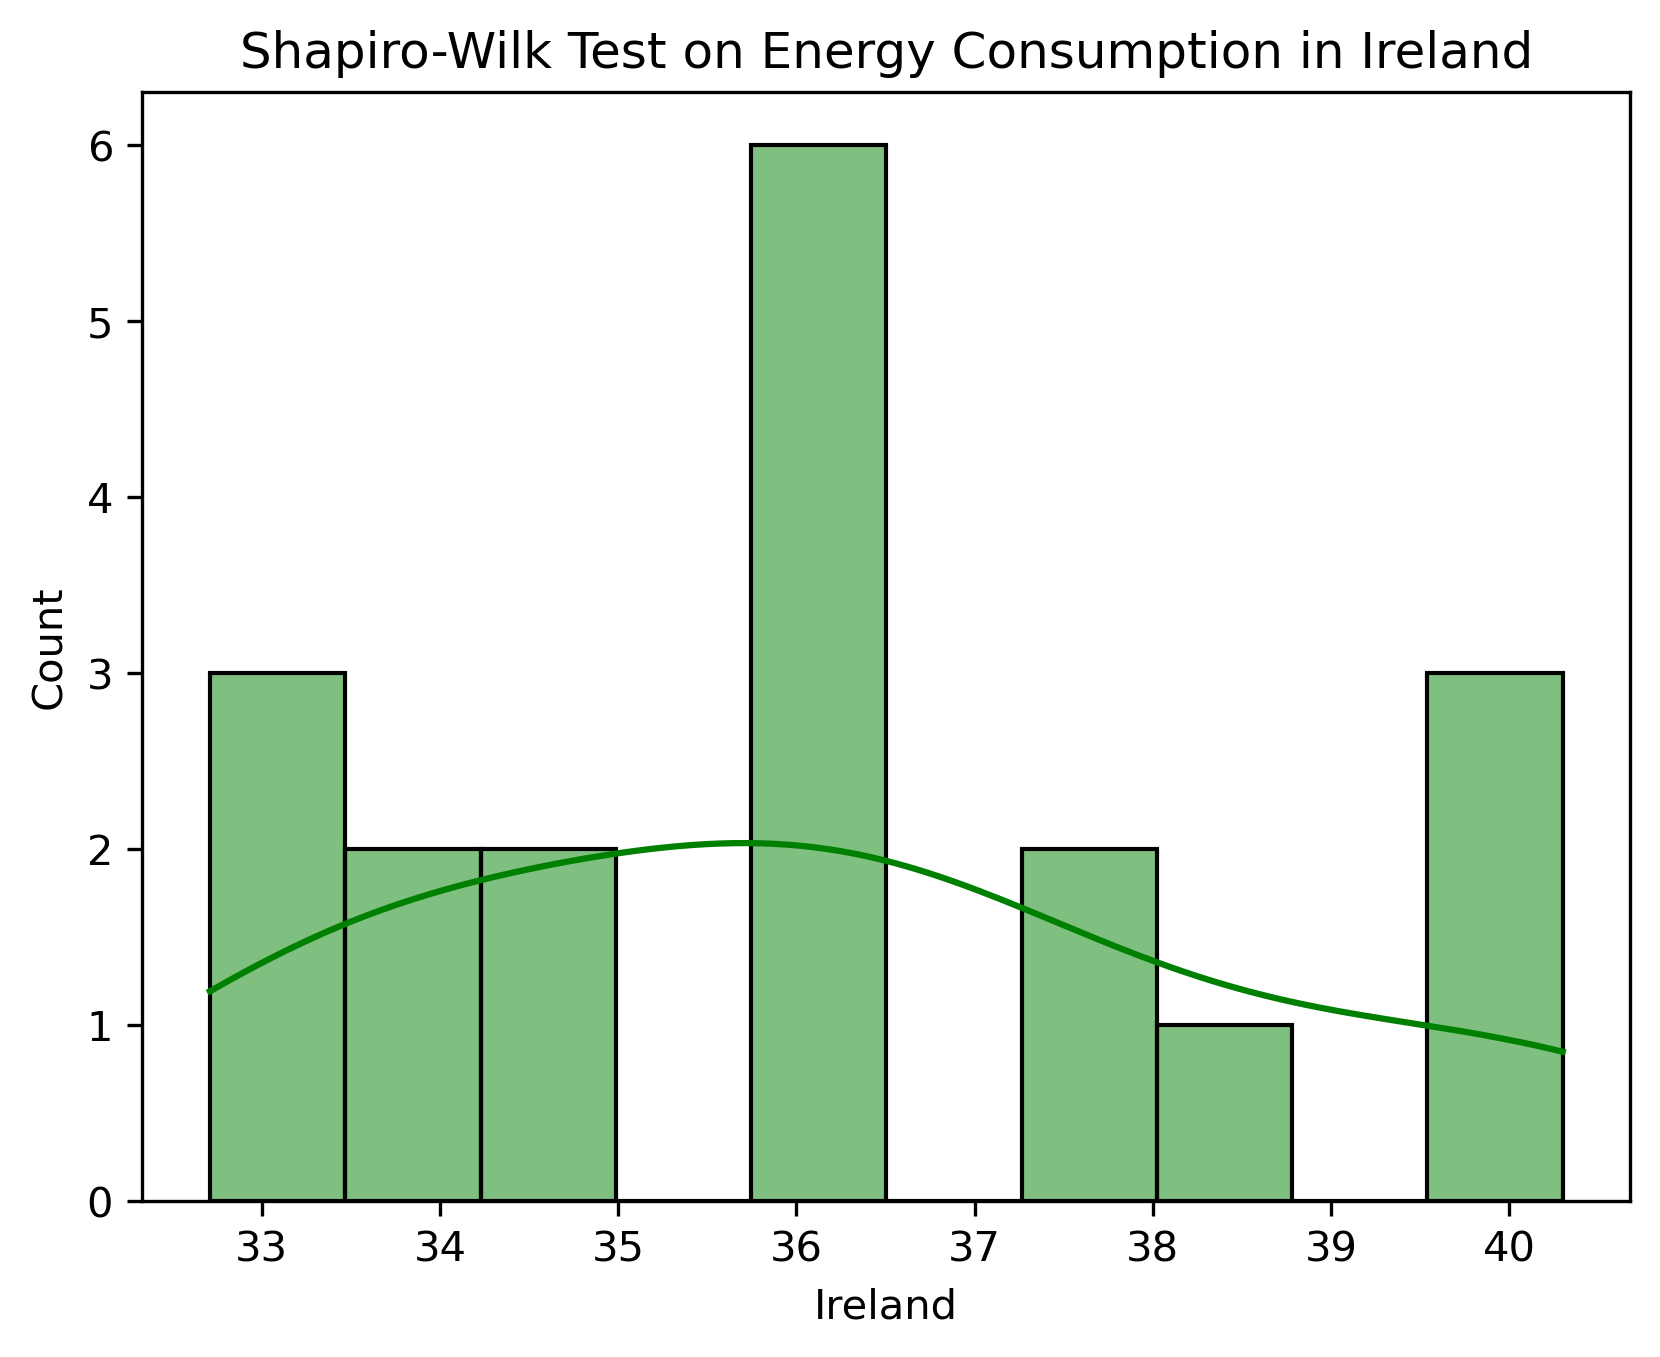 Shapiro-Wilk Test on Energy Consumption in Ireland
6
5
4
3
2
1
0
Count
33 34 35 36 37 38 39 40
Ireland